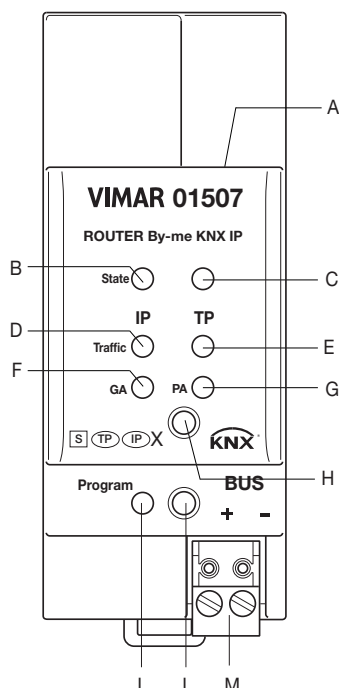 A
VIMAR 01507
ROUTER By-me KNX IP
B State C
IP TP
D Traffic E
F GA PA G
S TP IP X KNX
H
Program BUS
+ -
I L M